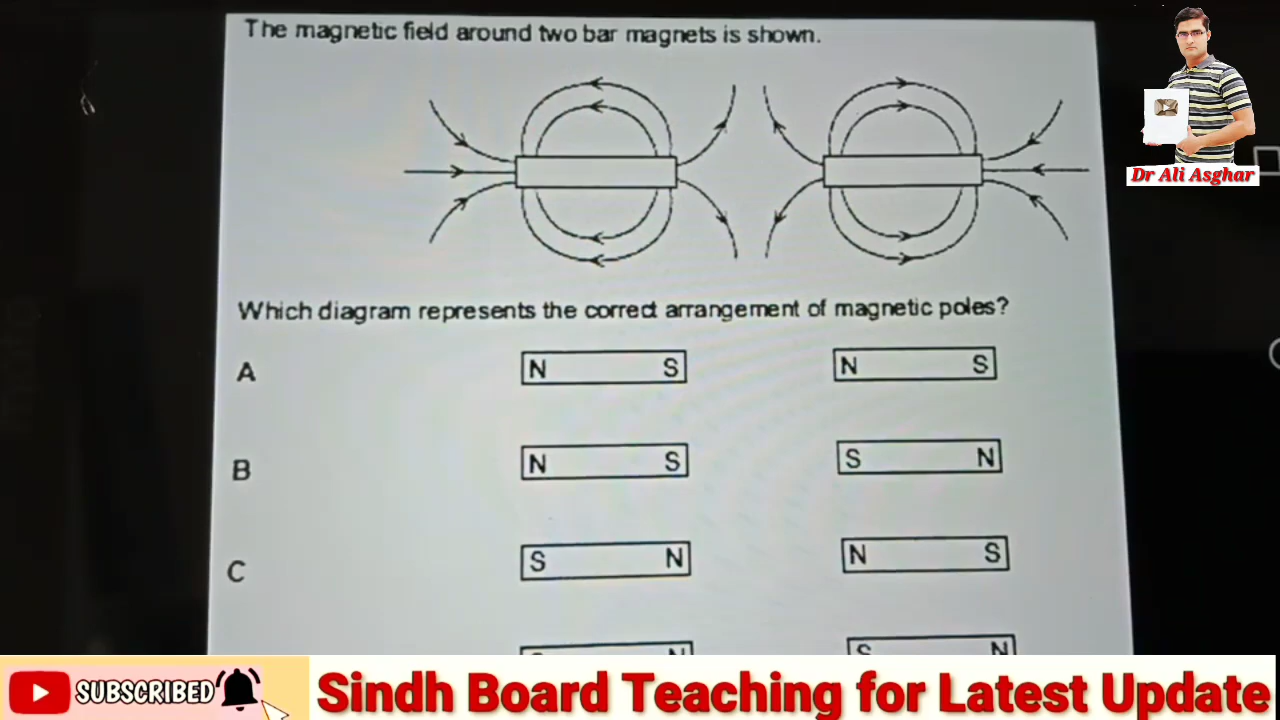 The magnetic field around two bar magnets is shown.
Dr Ali Asghar
Which diagram represents the correct arrangement of magnetic poles?
A N S N S
B N S S N
C S N N S
S N
SUBSCRIBED Sindh Board Teaching for Latest Update